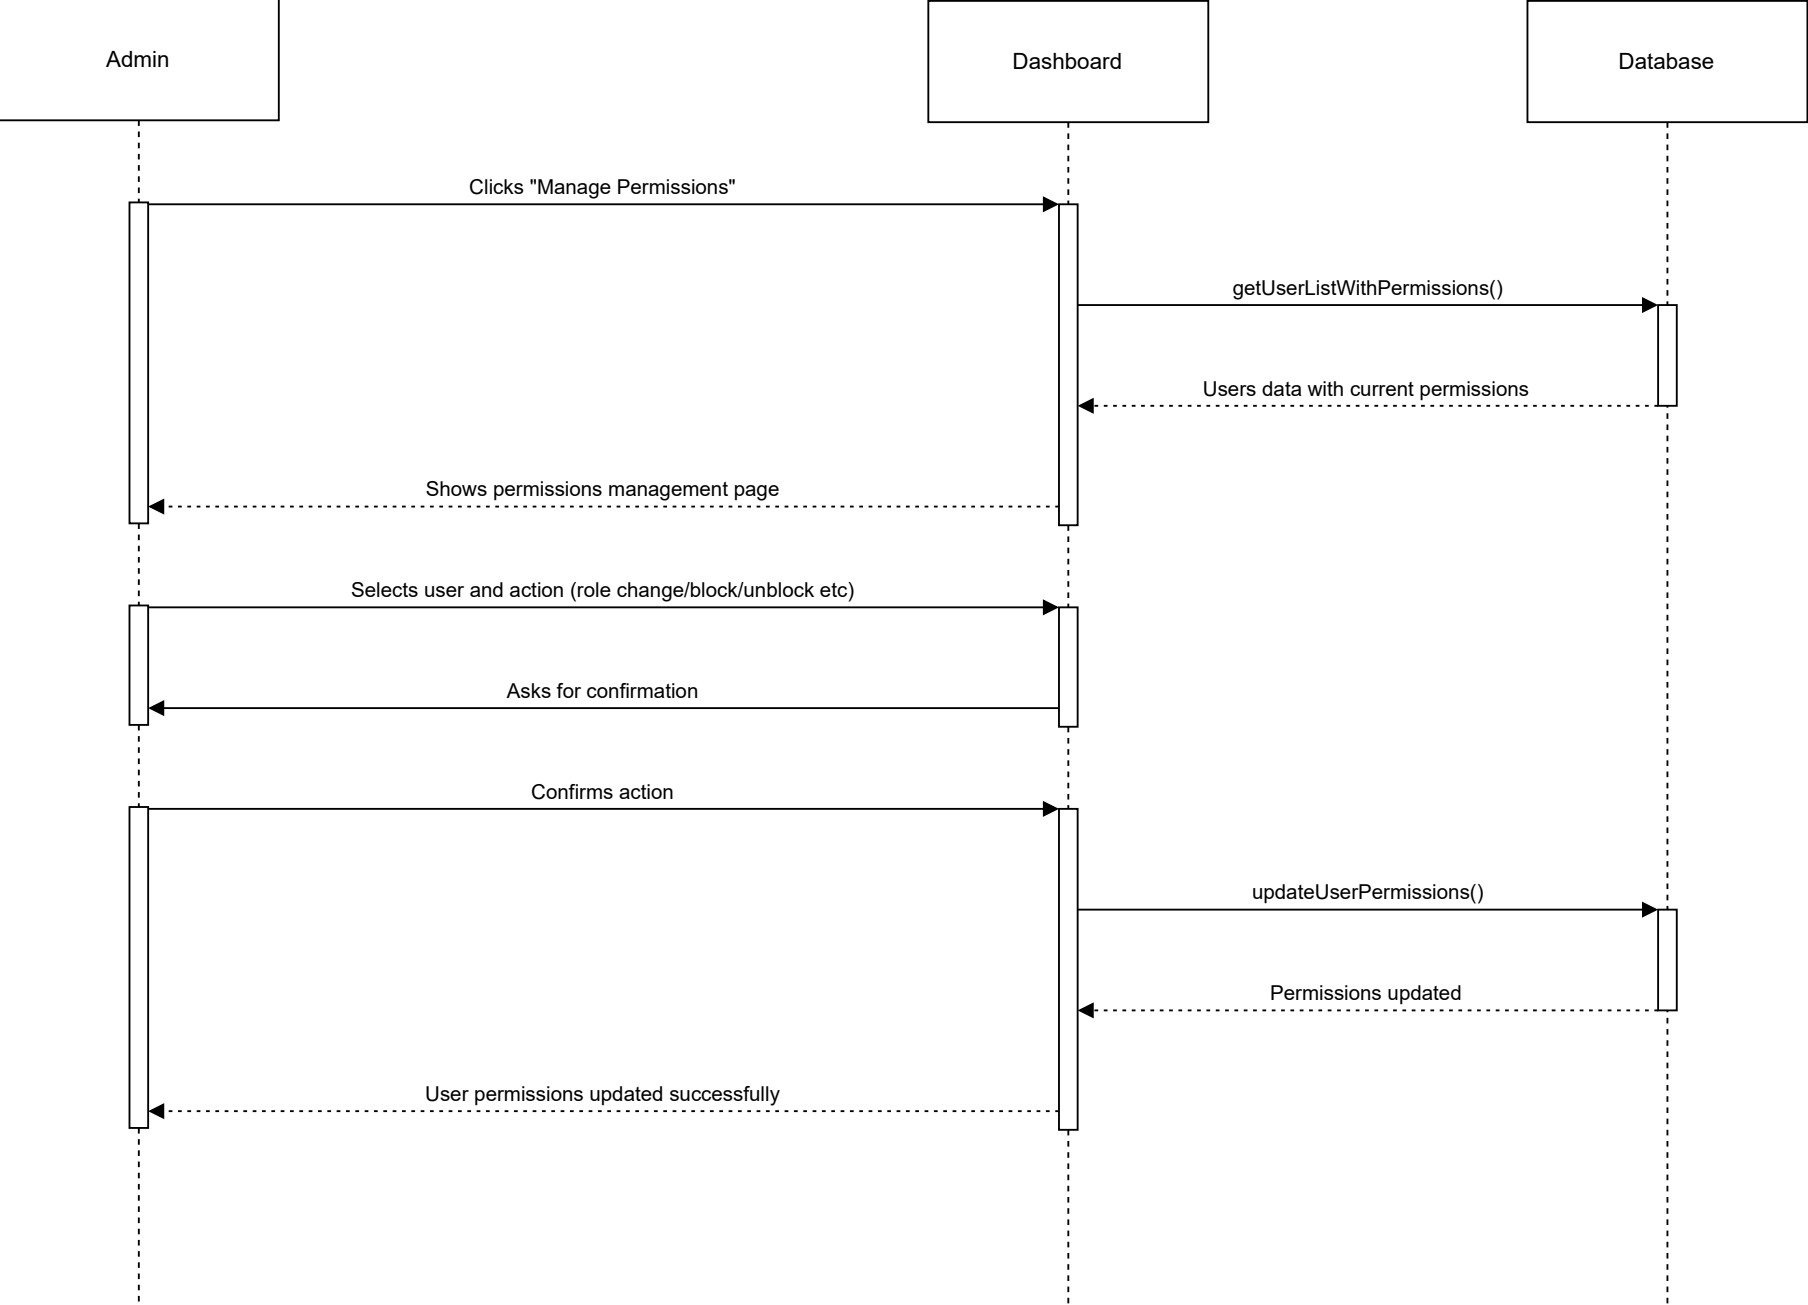 Admin
Dashboard
Database
Clicks "Manage Permissions"
getUserListWithPermissions()
Users data with current permissions
Shows permissions management page
Selects user and action (role change/block/unblock etc)
Asks for confirmation
Confirms action
updateUserPermissions()
Permissions updated
User permissions updated successfully